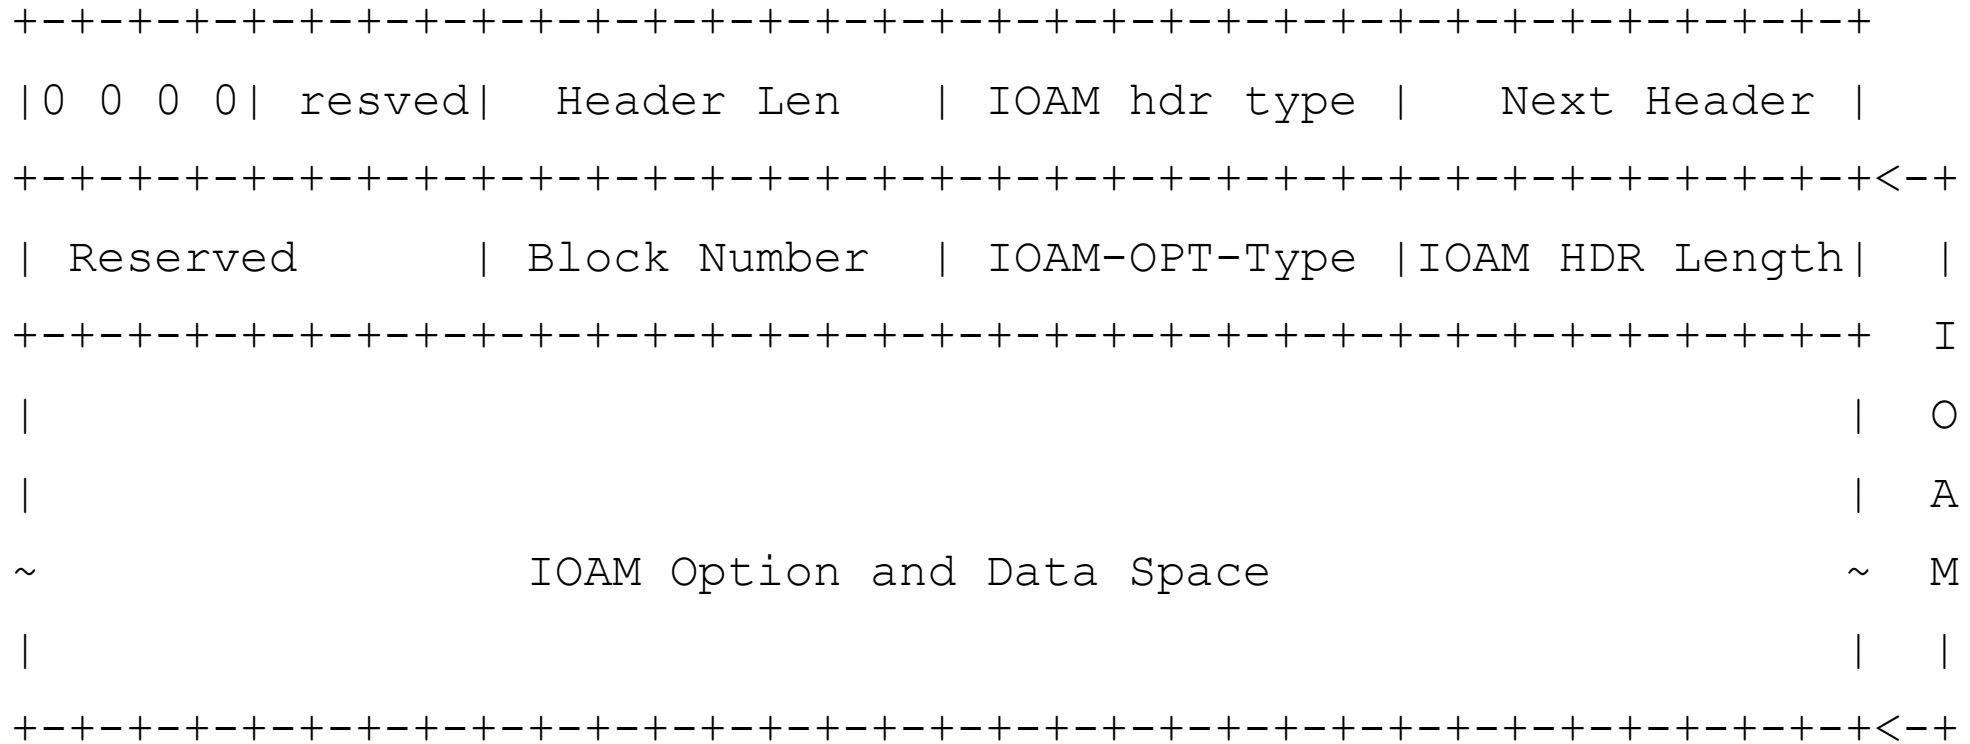 +-+-+-+-+-+-+-+-+-+-+-+-+-+-+-+-+-+-+-+-+-+-+-+-+-+-+-+-+-+-+-+-+
|0 0 0 0| resved|  Header Len   | IOAM hdr type |   Next Header |
+-+-+-+-+-+-+-+-+-+-+-+-+-+-+-+-+-+-+-+-+-+-+-+-+-+-+-+-+-+-+-+-+<-+
| Reserved      | Block Number  | IOAM-OPT-Type |IOAM HDR Length|  |
+-+-+-+-+-+-+-+-+-+-+-+-+-+-+-+-+-+-+-+-+-+-+-+-+-+-+-+-+-+-+-+-+  I
|                                                               |  O
|                                                               |  A
~                 IOAM Option and Data Space                    ~  M
|                                                               |  |
+-+-+-+-+-+-+-+-+-+-+-+-+-+-+-+-+-+-+-+-+-+-+-+-+-+-+-+-+-+-+-+-+<-+